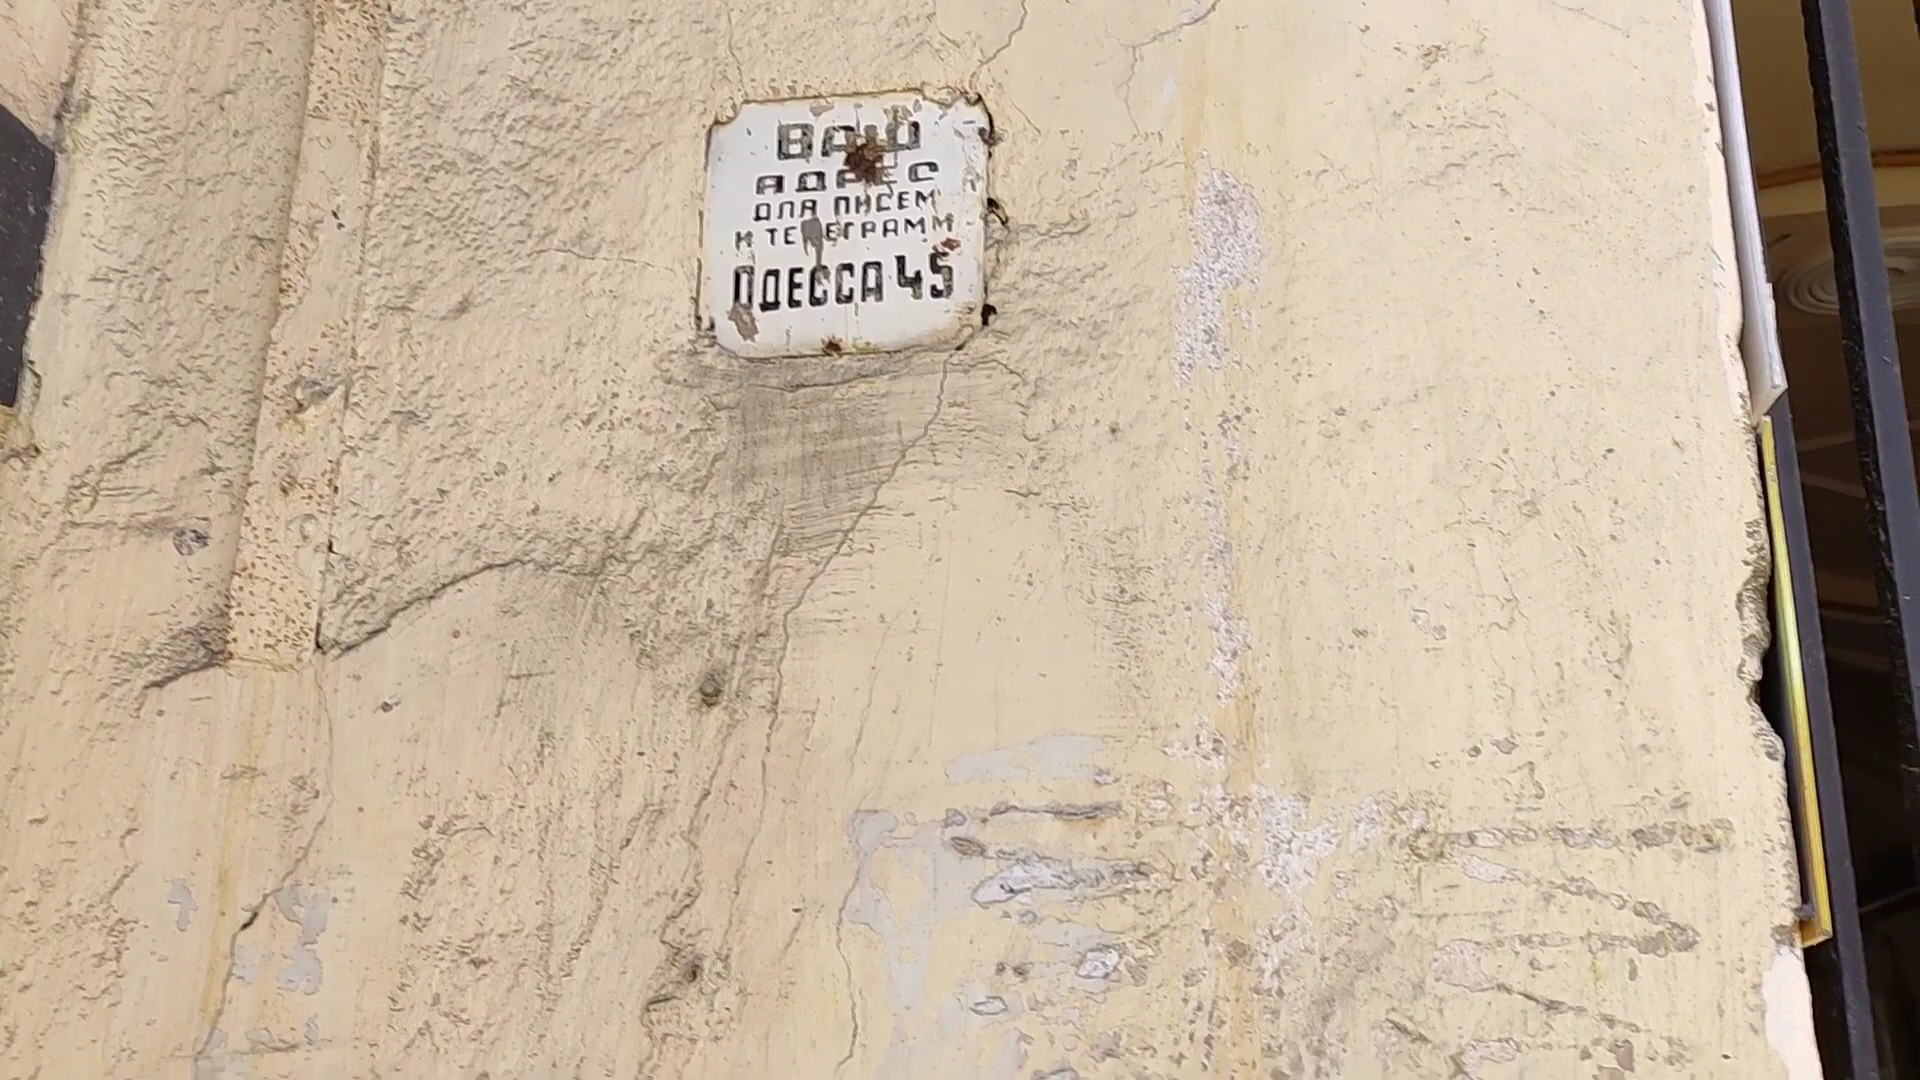 ВАШ
АДРЕС
ДЛЯ ПИСЕМ
И ТЕЛЕГРАММ
ОДЕССА 45